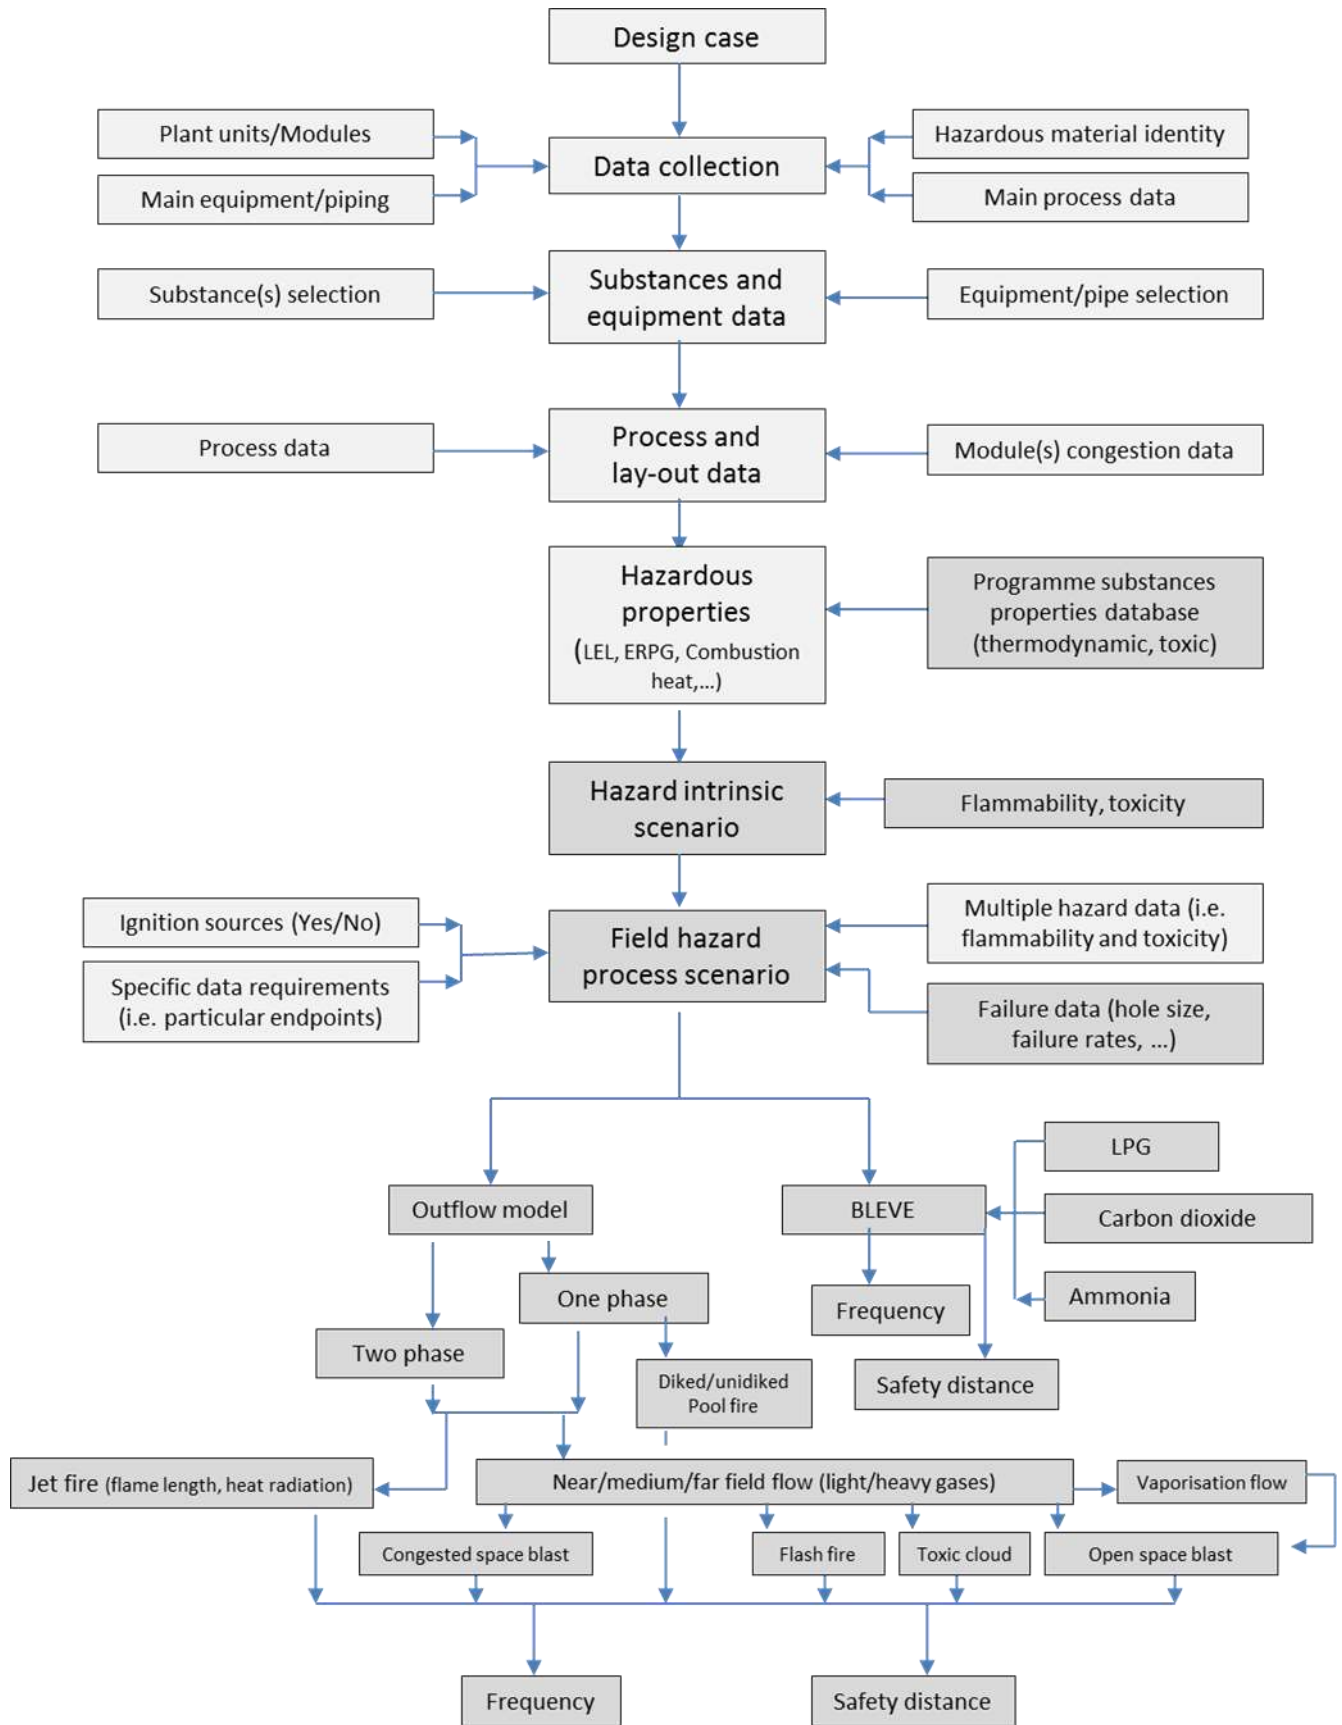 Design case
Plant units/Modules
Hazardous material identity
Data collection
Main equipment/piping
Main process data
Substance(s) selection
Substances and
equipment data
Equipment/pipe selection
Process data
Process and
lay-out data
Module(s) congestion data
Hazardous
properties
(LEL, ERPG, Combustion
heat,...)
Programme substances
properties database
(thermodynamic, toxic)
Hazard intrinsic
scenario
Flammability, toxicity
Ignition sources (Yes/No)
Multiple hazard data (i.e.
flammability and toxicity)
Field hazard
process scenario
Specific data requirements
(i.e. particular endpoints)
Failure data (hole size,
failure rates, ...)
LPG
Outflow model
BLEVE
Carbon dioxide
One phase
Frequency
Ammonia
Two phase
Diked/unidiked
Pool fire
Safety distance
Jet fire (flame length, heat radiation)
Near/medium/far field flow (light/heavy gases)
Vaporisation flow
Congested space blast
Flash fire
Toxic cloud
Open space blast
Frequency
Safety distance